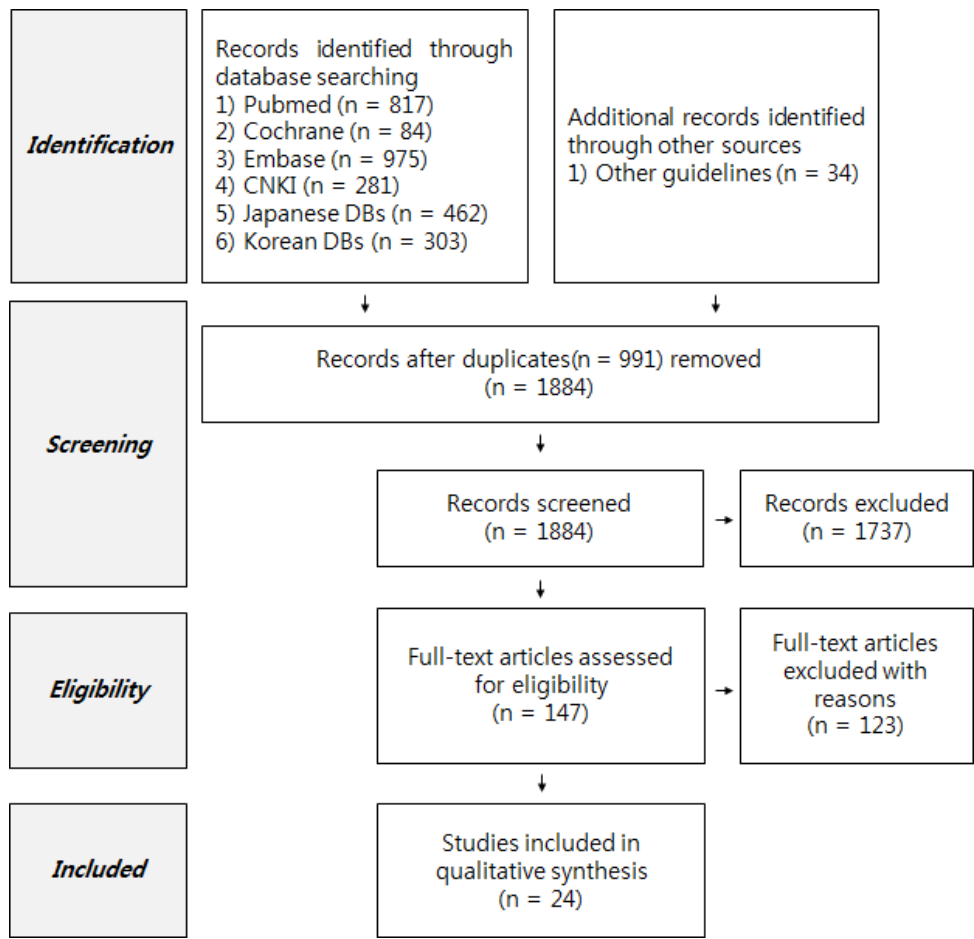 Identification
Records identified through
database searching
1) Pubmed (n = 817)
2) Cochrane (n = 84)
3) Embase (n = 975)
4) CNKI (n = 281)
5) Japanese DBs (n = 462)
6) Korean DBs (n = 303)
Additional records identified
through other sources
1) Other guidelines (n = 34)
Screening
Records after duplicates(n = 991) removed
(n = 1884)
Records screened
(n = 1884)
Records excluded
(n = 1737)
Eligibility
Full-text articles assessed
for eligibility
(n = 147)
Full-text articles
excluded with
reasons
(n = 123)
Included
Studies included in
qualitative synthesis
(n = 24)